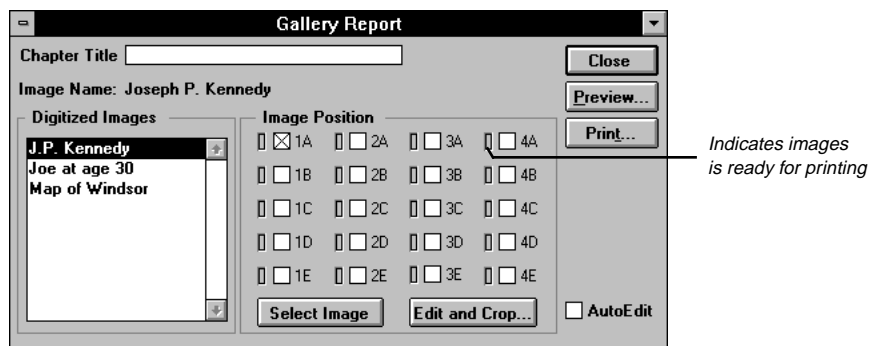 Gallery Report
Chapter Title
Close
Image Name: Joseph P. Kennedy
Preview...
Digitized Images
Image Position
Print...
J.P. Kennedy
Joe at age 30
Map of Windsor
1A 2A 3A 4A
1B 2B 3B 4B
1C 2C 3C 4C
1D 2D 3D 4D
1E 2E 3E 4E
Select Image
Edit and Crop...
AutoEdit
Indicates images
is ready for printing